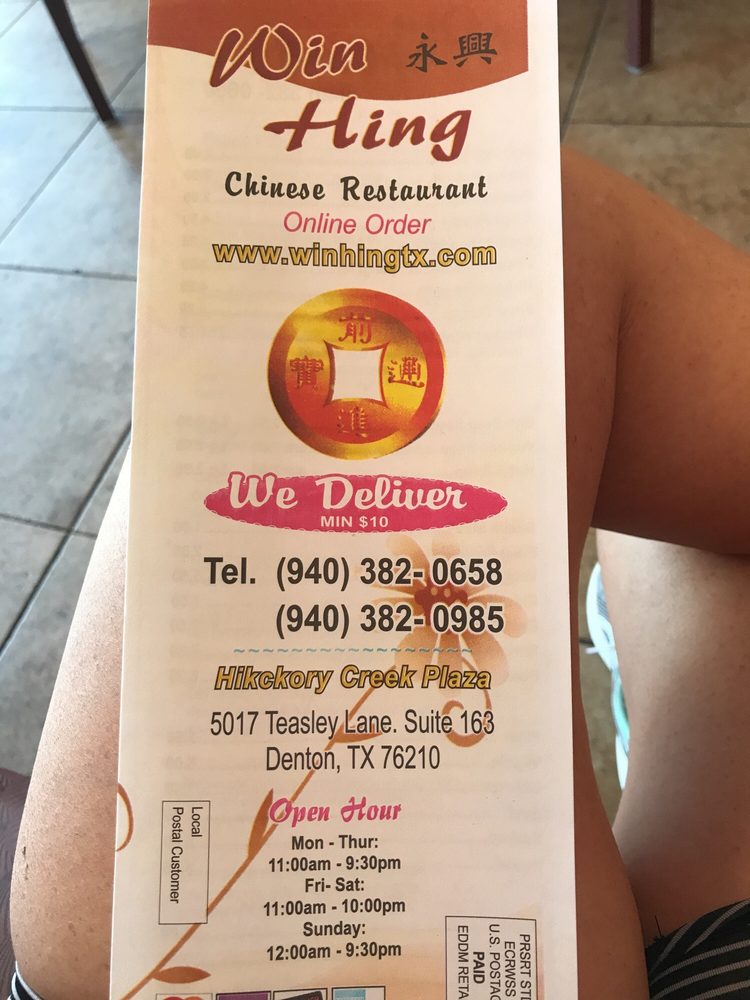 Win 永興
Hing
Chinese Restaurant
Online Order
www.winhingtx.com
前
寶 通
進
We Deliver
MIN $10
Tel. (940) 382-0658
(940) 382-0985
Hikckory Creek Plaza
5017 Teasley Lane. Suite 163
Denton, TX 76210
Open Hour
Mon - Thur:
11:00am - 9:30pm
Fri- Sat:
11:00am - 10:00pm
Sunday:
12:00am - 9:30pm
Local
Postal Customer
PRSRT ST
ECRWSS
U.S. POSTA
PAID
EDDM RETA